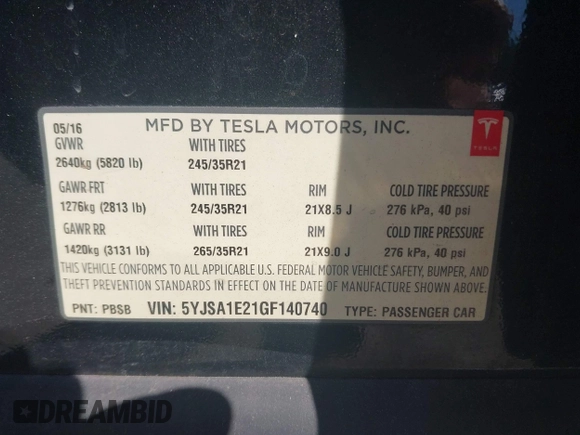 05/16 MFD BY TESLA MOTORS, INC.
TESLA
GVWR WITH TIRES
2640kg (5820 lb) 245/35R21
GAWR FRT WITH TIRES RIM COLD TIRE PRESSURE
1276kg (2813 lb) 245/35R21 21X8.5 J 276 kPa, 40 psi
GAWR RR WITH TIRES RIM COLD TIRE PRESSURE
1420kg (3131 lb) 265/35R21 21X9.0 J 276 kPa, 40 psi
THIS VEHICLE CONFORMS TO ALL APPLICABLE U.S. FEDERAL MOTOR VEHICLE SAFETY, BUMPER, AND
THEFT PREVENTION STANDARDS IN EFFECT ON THE DATE OF MANUFACTURE SHOWN ABOVE.
PNT: PBSB VIN: 5YJSA1E21GF140740 TYPE: PASSENGER CAR
DREAMBID